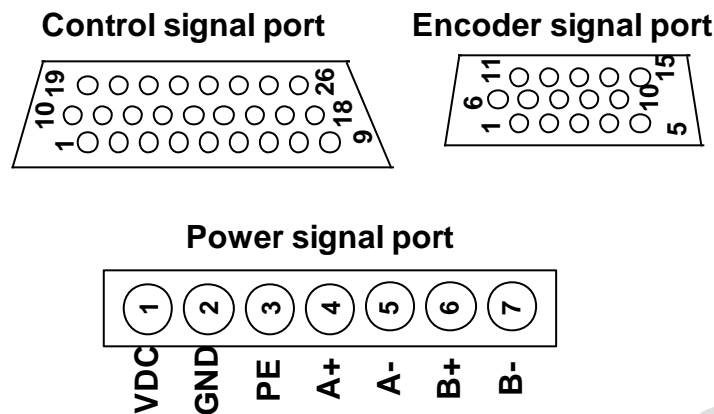 Control signal port
Encoder signal port
19 26
10 18
1 9
11 15
6 10
1 5
Power signal port
1 2 3 4 5 6 7
VDC GND PE A+ A- B+ B-